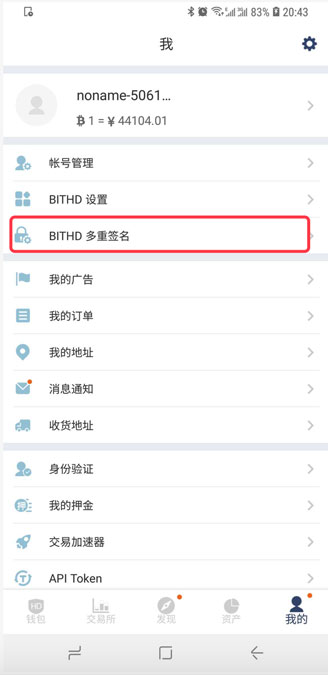 83% 20:43
我
noname-5061...
฿ 1 = ¥ 44104.01
帐号管理
BITHD 设置
BITHD 多重签名
我的广告
我的订单
我的地址
消息通知
收货地址
身份验证
押
我的押金
交易加速器
API Token
HD
钱包 交易所 发现 资产 我的